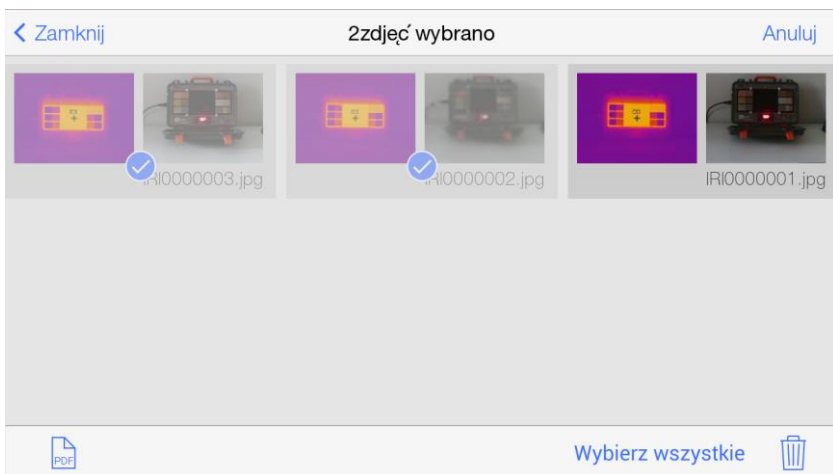 Zamknij
2zdjęć wybrano
Anuluj
IRI0000003.jpg
IRI0000002.jpg
IRI0000001.jpg
PDF
Wybierz wszystkie